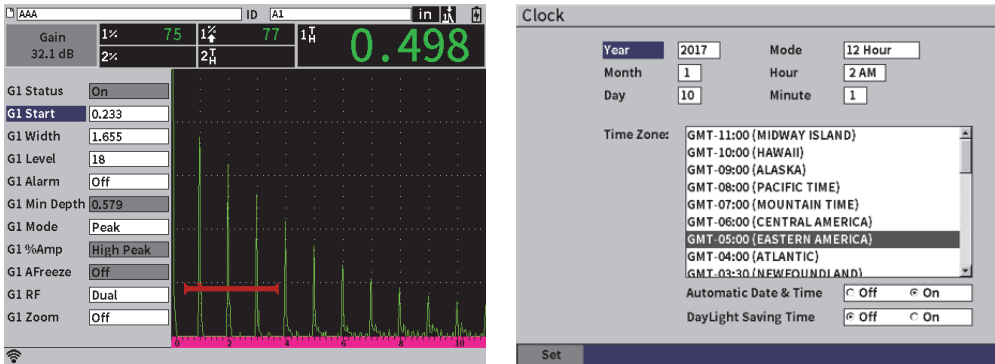 AAA ID A1 in
Gain 32.1 dB
1% 75 1% 77 1 T H 0.498
2% 2 T H
G1 Status On
G1 Start 0.233
G1 Width 1.655
G1 Level 18
G1 Alarm Off
G1 Min Depth 0.579
G1 Mode Peak
G1 %Amp High Peak
G1 AFreeze Off
G1 RF Dual
G1 Zoom Off
0 2 4 6 8 10
Clock
Year 2017 Mode 12 Hour
Month 1 Hour 2 AM
Day 10 Minute 1
Time Zone:
GMT-11:00 (MIDWAY ISLAND)
GMT-10:00 (HAWAII)
GMT-09:00 (ALASKA)
GMT-08:00 (PACIFIC TIME)
GMT-07:00 (MOUNTAIN TIME)
GMT-06:00 (CENTRAL AMERICA)
GMT-05:00 (EASTERN AMERICA)
GMT-04:00 (ATLANTIC)
GMT-03:30 (NEWFOUNDLAND)
Automatic Date & Time Off On
DayLight Saving Time Off On
Set